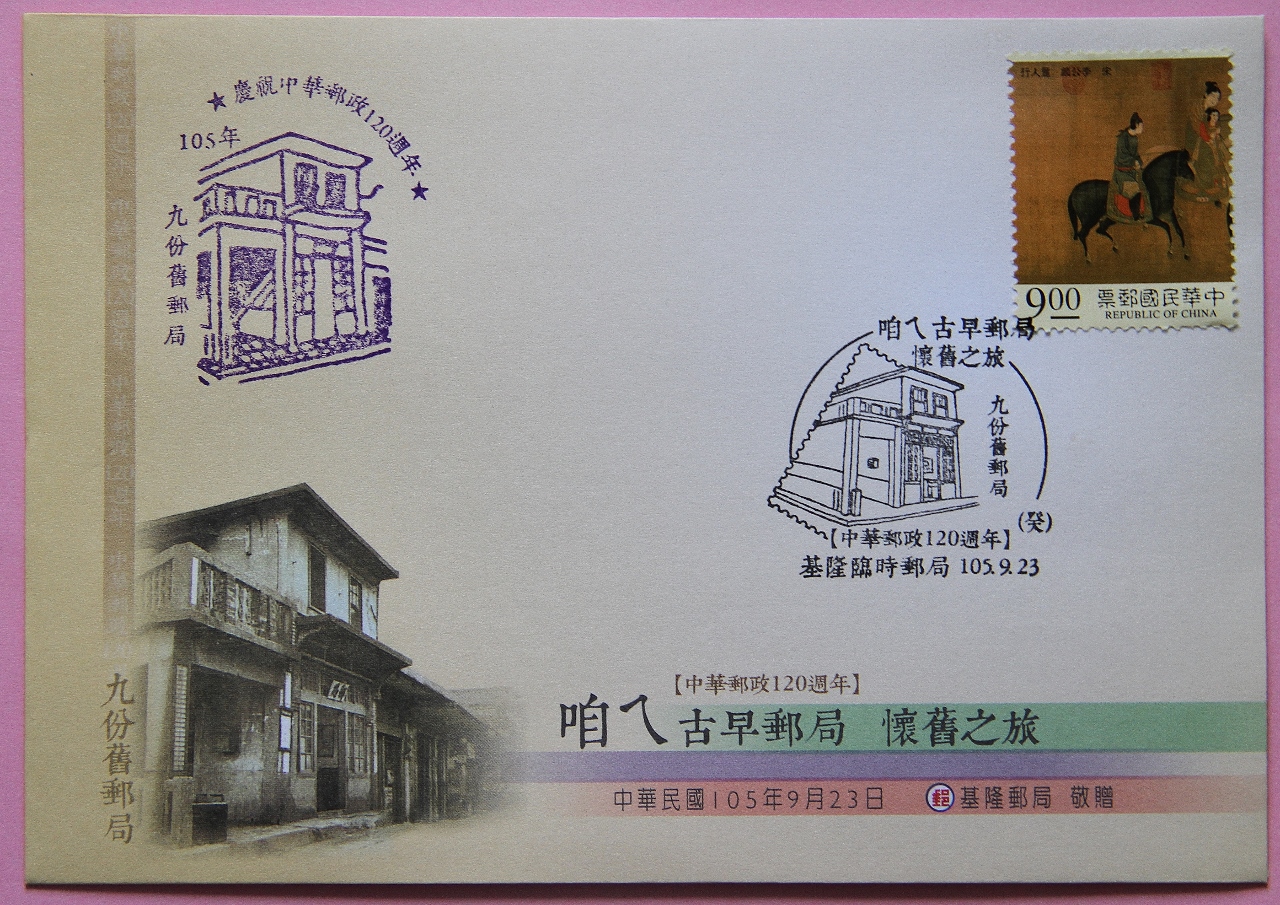 ★慶祝中華郵政120週年★
105年
九份舊郵局
宋 李公麟 麗人行
9.00 中華民國郵票
REPUBLIC OF CHINA
咱ㄟ古早郵局
懷舊之旅
九份舊郵局
(癸)
【中華郵政120週年】
基隆臨時郵局 105.9.23
九份舊郵局
【中華郵政120週年】
咱ㄟ古早郵局 懷舊之旅
中華民國105年9月23日 郵 基隆郵局 敬贈